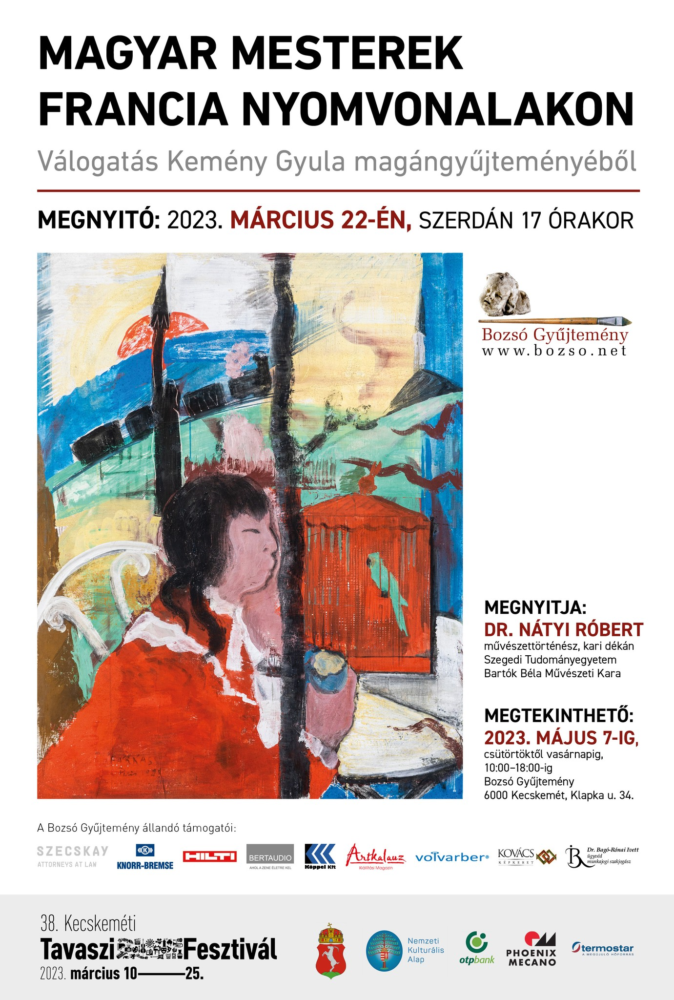 MAGYAR MESTEREK
FRANCIA NYOMVONALAKON
Válogatás Kemény Gyula magángyűjteményéből
MEGNYITÓ: 2023. MÁRCIUS 22-ÉN, SZERDÁN 17 ÓRAKOR
Bozsó Gyűjtemény
www.bozso.net
MEGNYITJA:
DR. NÁTYI RÓBERT
művészettörténész, kari dékán
Szegedi Tudományegyetem
Bartók Béla Művészeti Kara
MEGTEKINTHETŐ:
2023. MÁJUS 7-IG,
csütörtöktől vasárnapig,
10:00–18:00-ig
Bozsó Gyűjtemény
6000 Kecskemét, Klapka u. 34.
FARKAS
A Bozsó Gyűjtemény állandó támogatói:
SZECSKAY
ATTORNEYS AT LAW
KNORR-BREMSE
HILTI
BERTAUDIO
AHOL A ZENE ÉLETRE KEL
Köppel Kft
Artkalauz
Kiállítási Magazin
volvarber®
KOVÁCS
KÉPKERET
Dr. Bagó-Rónai Ivett
ügyvéd
munkajogi szakjogász
38. Kecskeméti
Tavaszi Fesztivál
2023. március 10—25.
Nemzeti
Kulturális
Alap
otpbank
PHOENIX
MECANO
termostar
A MEGÚJULÓ HŐFORRÁS